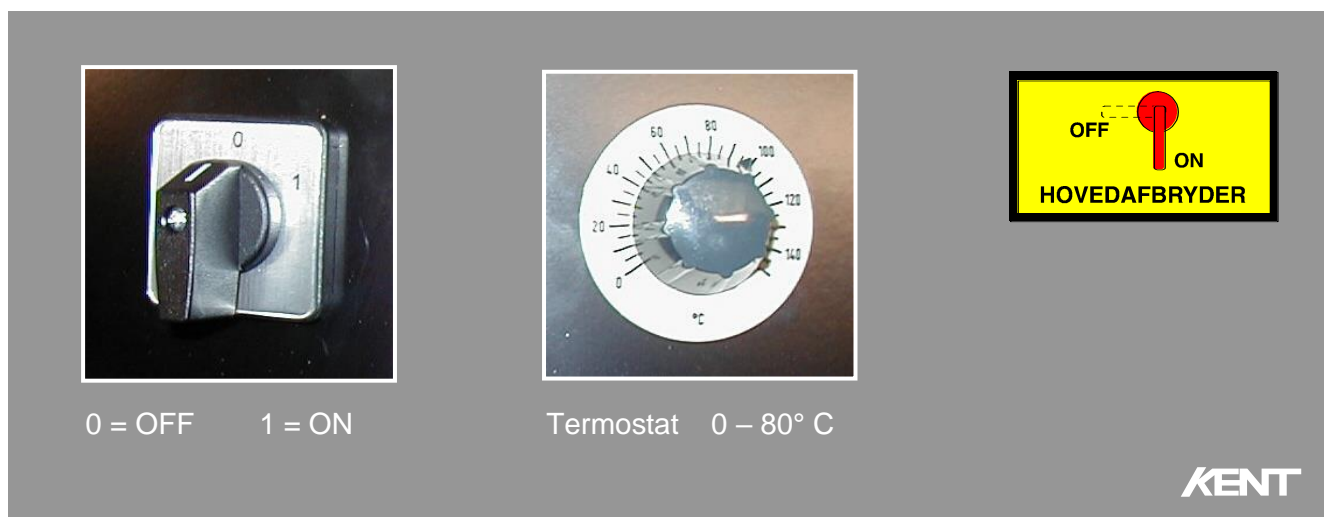 0
1
0 = OFF 1 = ON
0
20
40
60
80
100
120
140
°C
Termostat 0 – 80° C
OFF
ON
HOVEDAFBRYDER
KENT